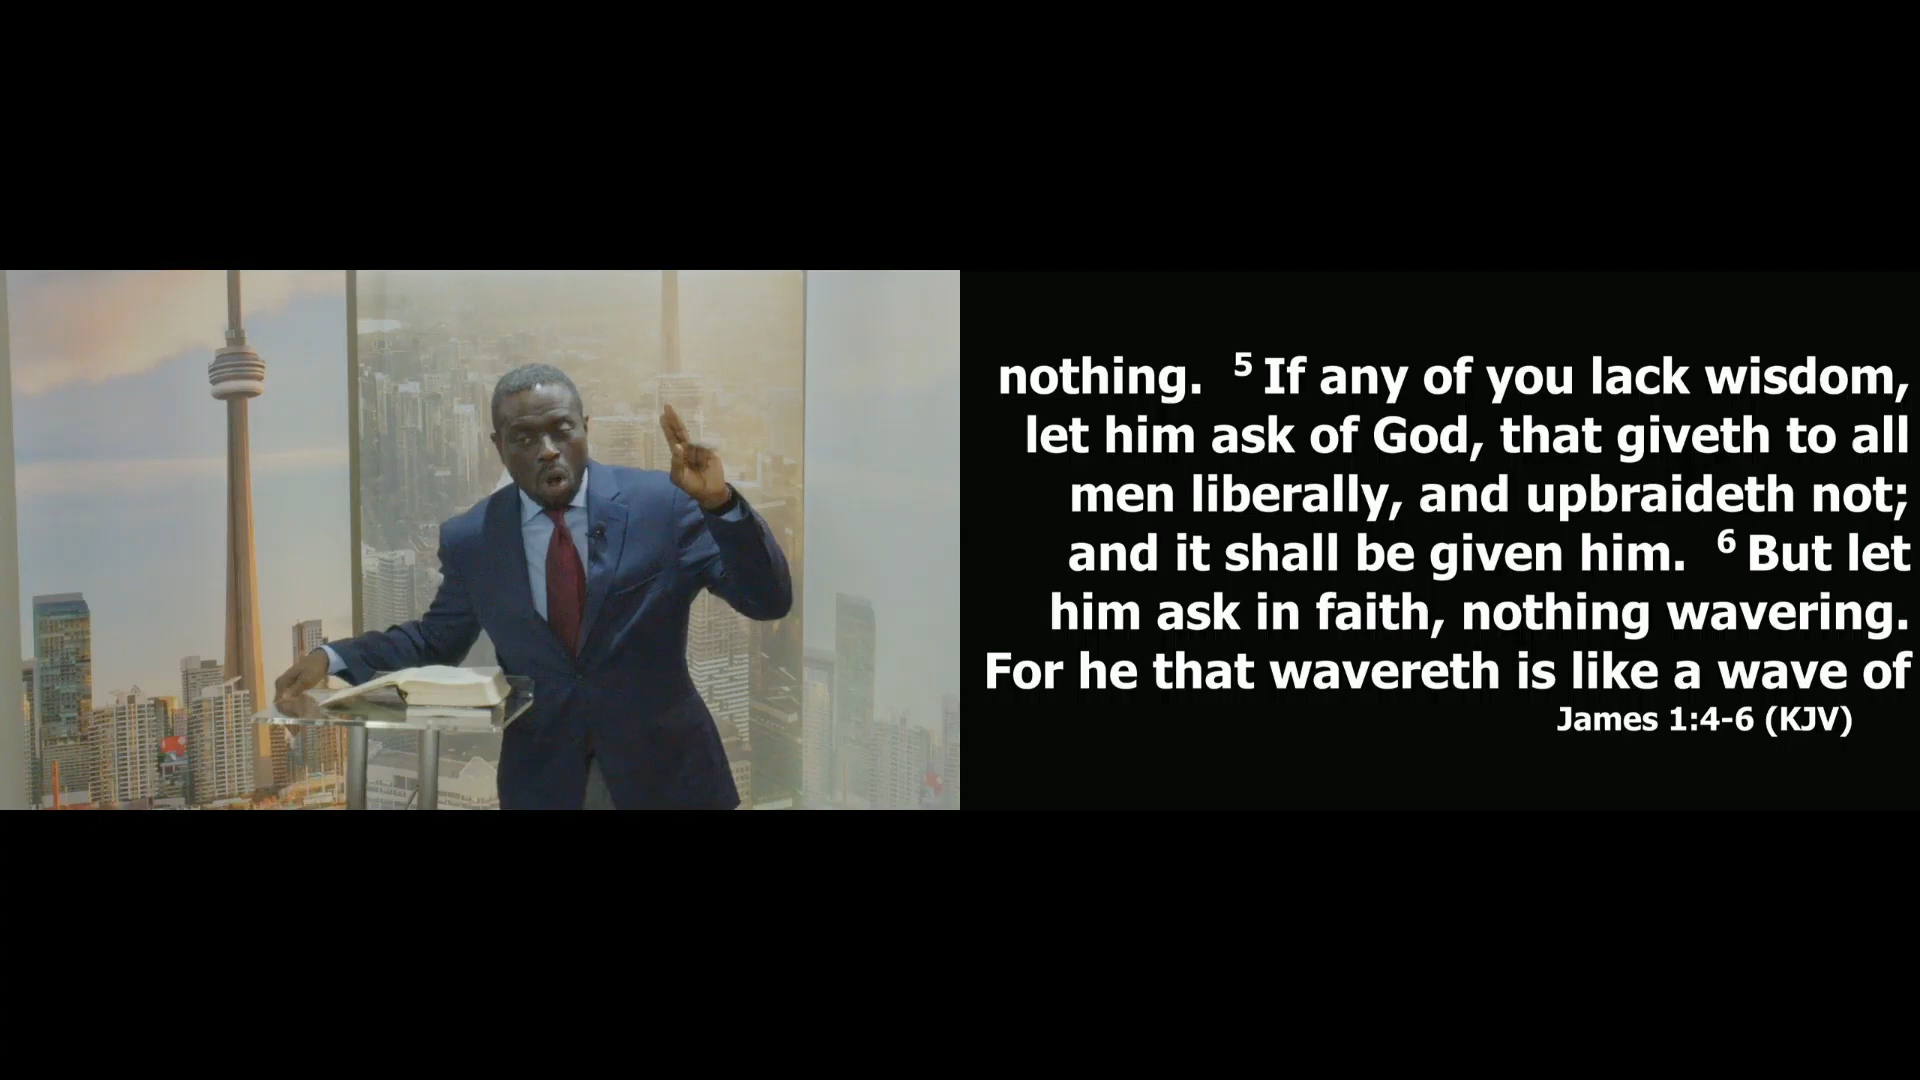 nothing. 5 If any of you lack wisdom,
let him ask of God, that giveth to all
men liberally, and upbraideth not;
and it shall be given him. 6 But let
him ask in faith, nothing wavering.
For he that wavereth is like a wave of
James 1:4-6 (KJV)